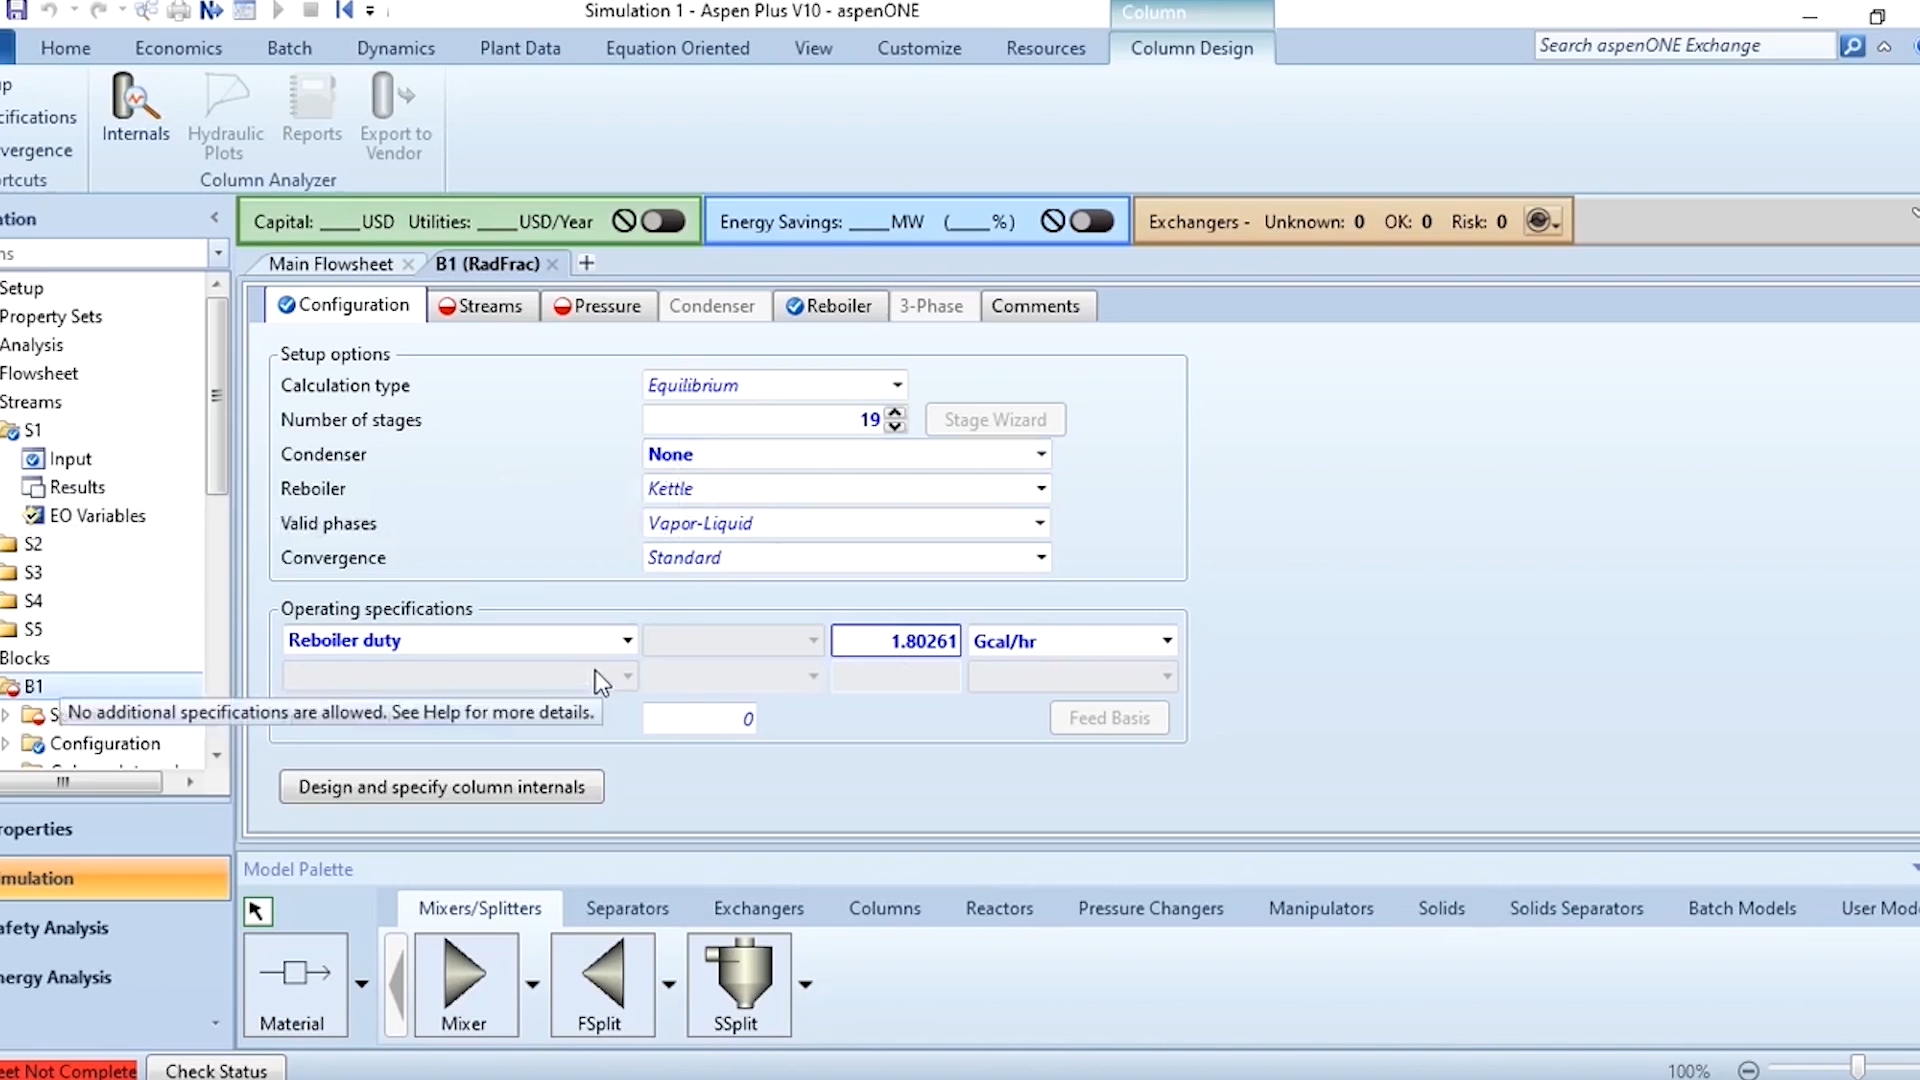 Simulation 1 - Aspen Plus V10 - aspenONE
Column
Home Economics Batch Dynamics Plant Data Equation Oriented View Customize Resources Column Design
Search aspenONE Exchange
p
cifications
vergence
rtcuts
Internals
Hydraulic
Plots
Reports
Export to
Vendor
Column Analyzer
ation
ns
Capital: ____USD Utilities: ____USD/Year
Energy Savings: ____MW (____%)
Exchangers - Unknown: 0 OK: 0 Risk: 0
Main Flowsheet B1 (RadFrac) +
Setup
Property Sets
Analysis
Flowsheet
Streams
S1
Input
Results
EO Variables
S2
S3
S4
S5
Blocks
B1
S
Configuration
Configuration Streams Pressure Condenser Reboiler 3-Phase Comments
Setup options
Calculation type Equilibrium
Number of stages 19 Stage Wizard
Condenser None
Reboiler Kettle
Valid phases Vapor-Liquid
Convergence Standard
Operating specifications
Reboiler duty 1.80261 Gcal/hr
No additional specifications are allowed. See Help for more details.
0 Feed Basis
Design and specify column internals
roperties
imulation
afety Analysis
nergy Analysis
Model Palette
Mixers/Splitters Separators Exchangers Columns Reactors Pressure Changers Manipulators Solids Solids Separators Batch Models User Mode
Material Mixer FSplit SSplit
eet Not Complete Check Status 100%